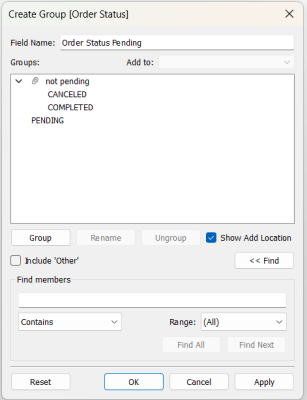 Create Group [Order Status]
Field Name: Order Status Pending
Groups: Add to:
not pending
CANCELED
COMPLETED
PENDING
Group Rename Ungroup Show Add Location
Include 'Other' << Find
Find members
Contains Range: (All)
Find All Find Next
Reset OK Cancel Apply